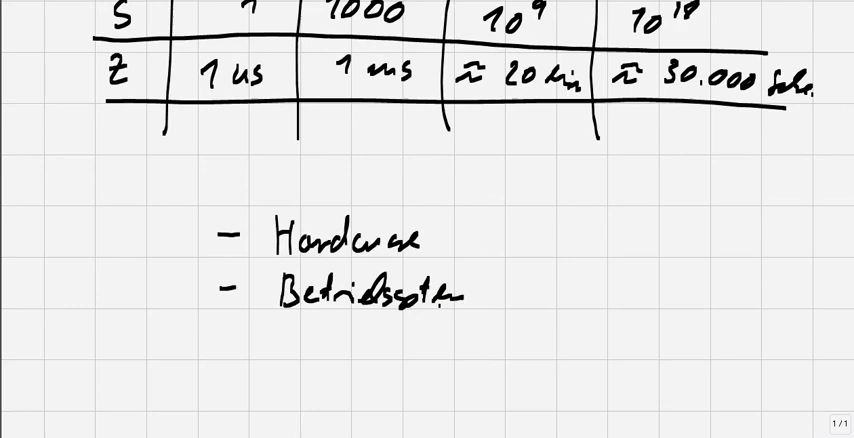 S 1 1000 10⁹ 10¹⁸
Z 1 us 1 ms ≈ 20 Min ≈ 30.000 Jahre
- Hardware
- Betriebssystem
1/1